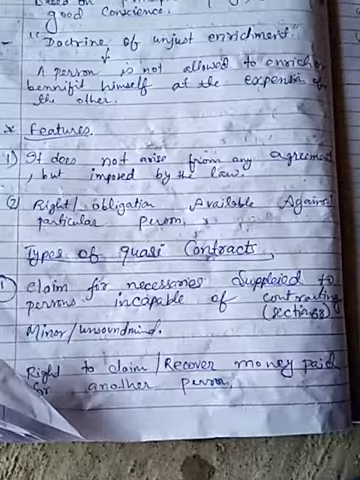 good conscience.
- "Doctrine of unjust enrichment"
A person is not allowed to enrich or
bennifit himself at the expense of
the other.
* Features
1) It does not arise from any agreement
, but imposed by the law.
(2) Right/obligation Available Against
particular person,
Types of quasi Contracts,
1 Claim for necessaries Supplied to
persons incapable of contracting
(section 68)
Minor/unsoundmind.
Right to claim/Recover money paid
for another person,